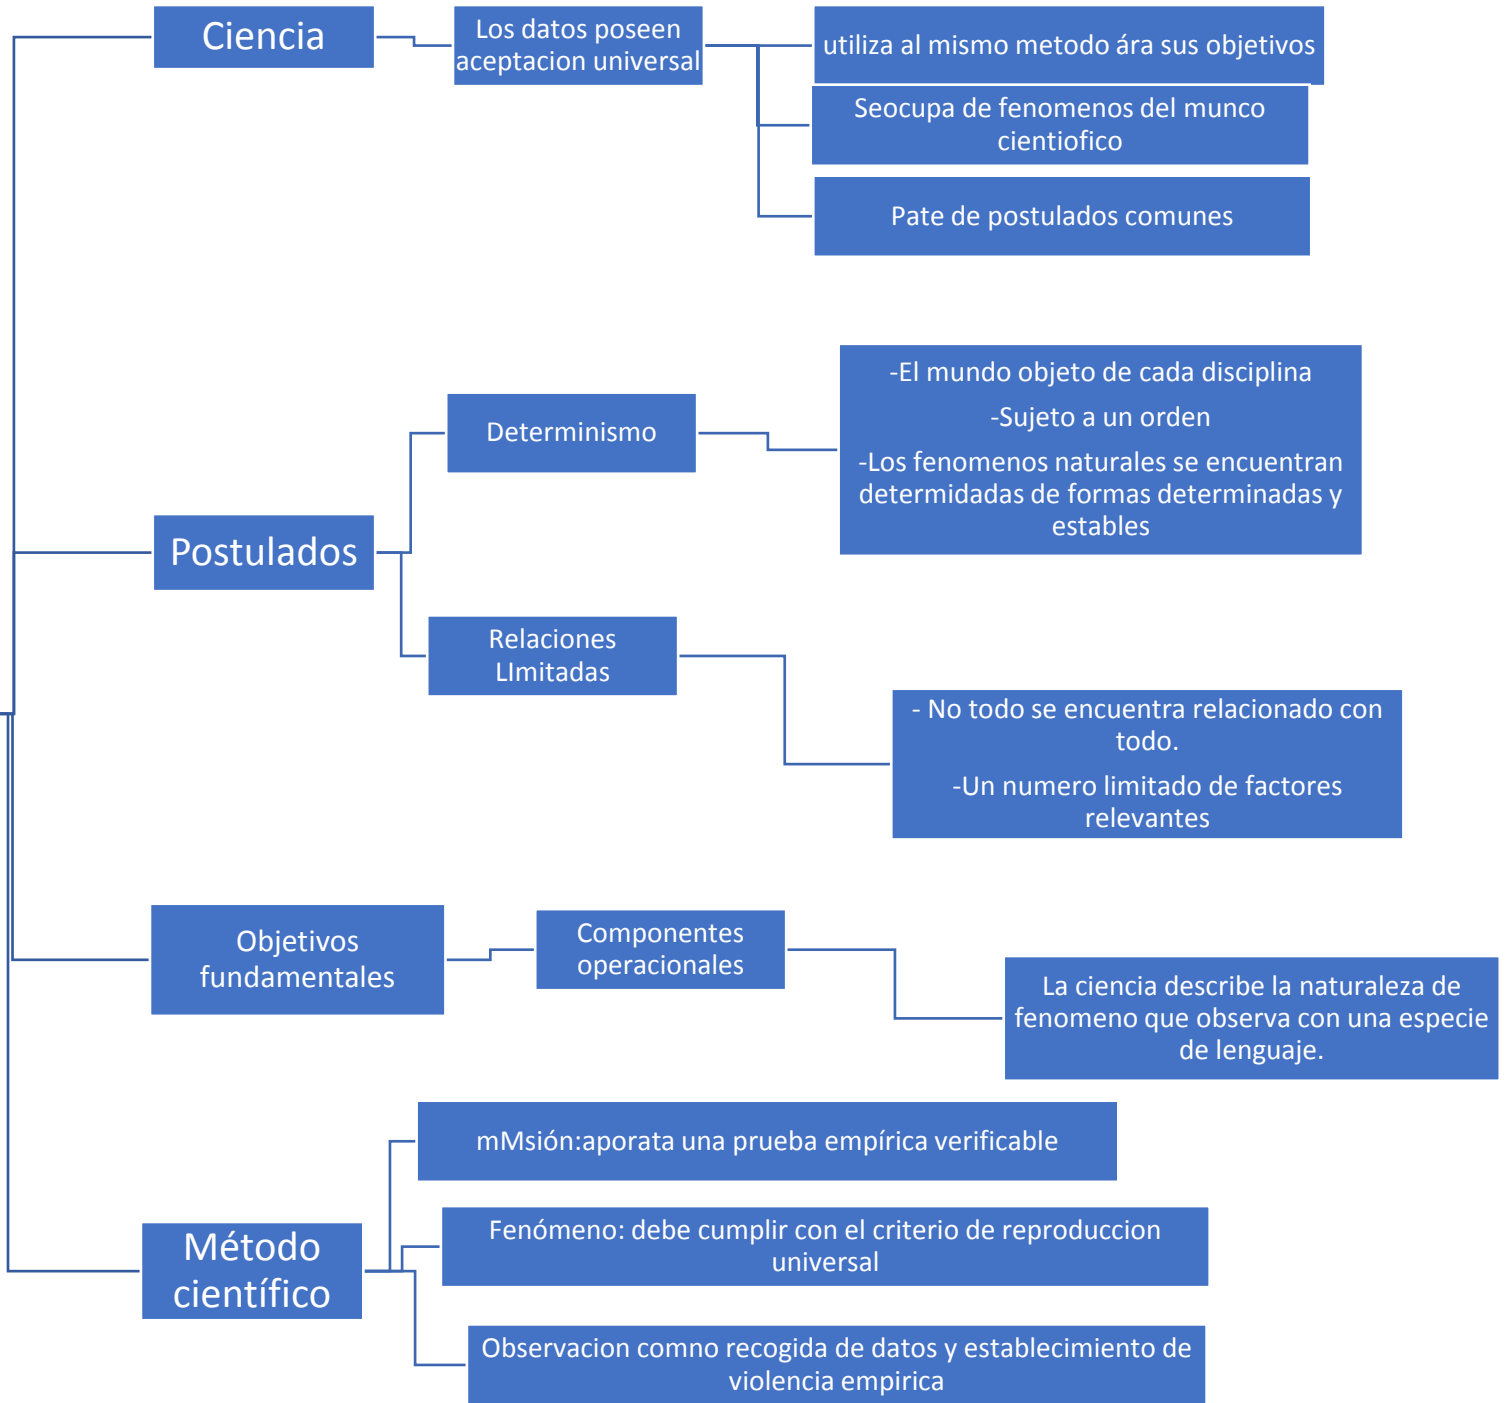 Ciencia
Los datos poseen
aceptacion universal
utiliza al mismo metodo ára sus objetivos
Seocupa de fenomenos del munco
cientiofico
Pate de postulados comunes
Postulados
Determinismo
-El mundo objeto de cada disciplina
-Sujeto a un orden
-Los fenomenos naturales se encuentran
determidadas de formas determinadas y
estables
Relaciones
LImitadas
- No todo se encuentra relacionado con
todo.
-Un numero limitado de factores
relevantes
Objetivos
fundamentales
Componentes
operacionales
La ciencia describe la naturaleza de
fenomeno que observa con una especie
de lenguaje.
Método
científico
mMsión:aporata una prueba empírica verificable
Fenómeno: debe cumplir con el criterio de reproduccion
universal
Observacion comno recogida de datos y establecimiento de
violencia empirica